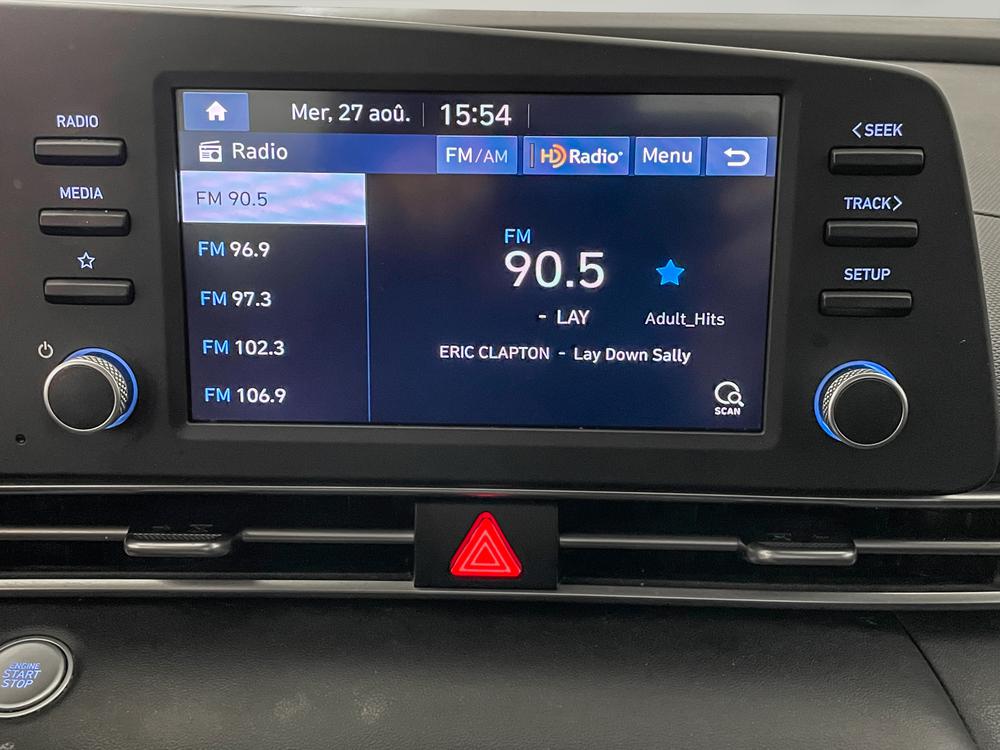 RADIO
MEDIA
Mer, 27 aoû.
15:54
Radio
FM/AM
HD Radio
Menu
FM 90.5
FM 96.9
FM 97.3
FM 102.3
FM 106.9
FM
90.5
- LAY
Adult_Hits
ERIC CLAPTON - Lay Down Sally
SCAN
<SEEK
TRACK>
SETUP
ENGINE
START
STOP